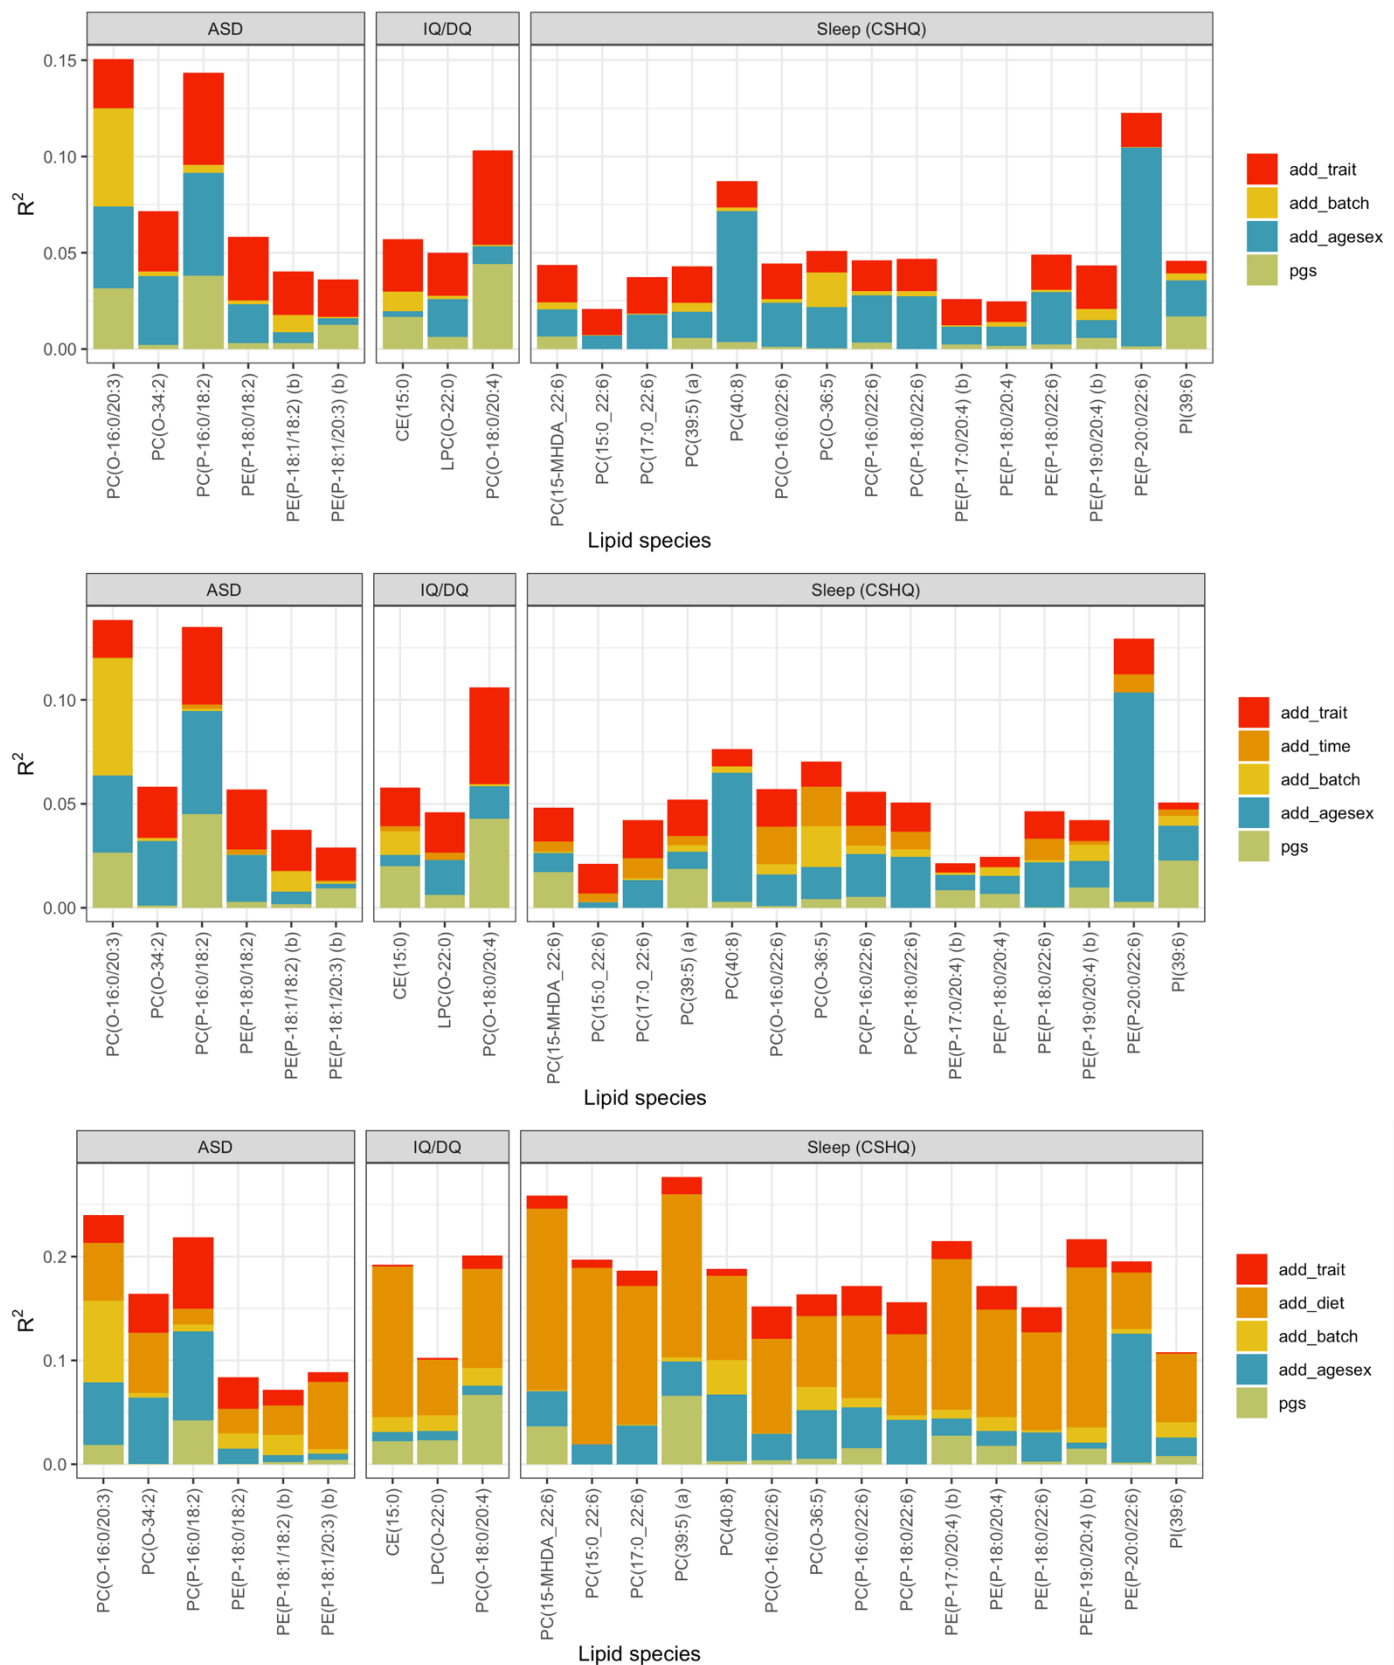 ASD
IQ/DQ
Sleep (CSHQ)
0.15
0.10
0.05
0.00
R2
PC(O-16:0/20:3)
PC(O-34:2)
PC(P-16:0/18:2)
PE(P-18:0/18:2)
PE(P-18:1/18:2) (b)
PE(P-18:1/20:3) (b)
CE(15:0)
LPC(O-22:0)
PC(O-18:0/20:4)
PC(15-MHDA_22:6)
PC(15:0_22:6)
PC(17:0_22:6)
PC(39:5) (a)
PC(40:8)
PC(O-16:0/22:6)
PC(O-36:5)
PC(P-16:0/22:6)
PC(P-18:0/22:6)
PE(P-17:0/20:4) (b)
PE(P-18:0/20:4)
PE(P-18:0/22:6)
PE(P-19:0/20:4) (b)
PE(P-20:0/22:6)
PI(39:6)
Lipid species
add_trait
add_batch
add_agesex
pgs
ASD
IQ/DQ
Sleep (CSHQ)
0.10
0.05
0.00
R2
PC(O-16:0/20:3)
PC(O-34:2)
PC(P-16:0/18:2)
PE(P-18:0/18:2)
PE(P-18:1/18:2) (b)
PE(P-18:1/20:3) (b)
CE(15:0)
LPC(O-22:0)
PC(O-18:0/20:4)
PC(15-MHDA_22:6)
PC(15:0_22:6)
PC(17:0_22:6)
PC(39:5) (a)
PC(40:8)
PC(O-16:0/22:6)
PC(O-36:5)
PC(P-16:0/22:6)
PC(P-18:0/22:6)
PE(P-17:0/20:4) (b)
PE(P-18:0/20:4)
PE(P-18:0/22:6)
PE(P-19:0/20:4) (b)
PE(P-20:0/22:6)
PI(39:6)
Lipid species
add_trait
add_time
add_batch
add_agesex
pgs
ASD
IQ/DQ
Sleep (CSHQ)
0.2
0.1
0.0
R2
PC(O-16:0/20:3)
PC(O-34:2)
PC(P-16:0/18:2)
PE(P-18:0/18:2)
PE(P-18:1/18:2) (b)
PE(P-18:1/20:3) (b)
CE(15:0)
LPC(O-22:0)
PC(O-18:0/20:4)
PC(15-MHDA_22:6)
PC(15:0_22:6)
PC(17:0_22:6)
PC(39:5) (a)
PC(40:8)
PC(O-16:0/22:6)
PC(O-36:5)
PC(P-16:0/22:6)
PC(P-18:0/22:6)
PE(P-17:0/20:4) (b)
PE(P-18:0/20:4)
PE(P-18:0/22:6)
PE(P-19:0/20:4) (b)
PE(P-20:0/22:6)
PI(39:6)
Lipid species
add_trait
add_diet
add_batch
add_agesex
pgs